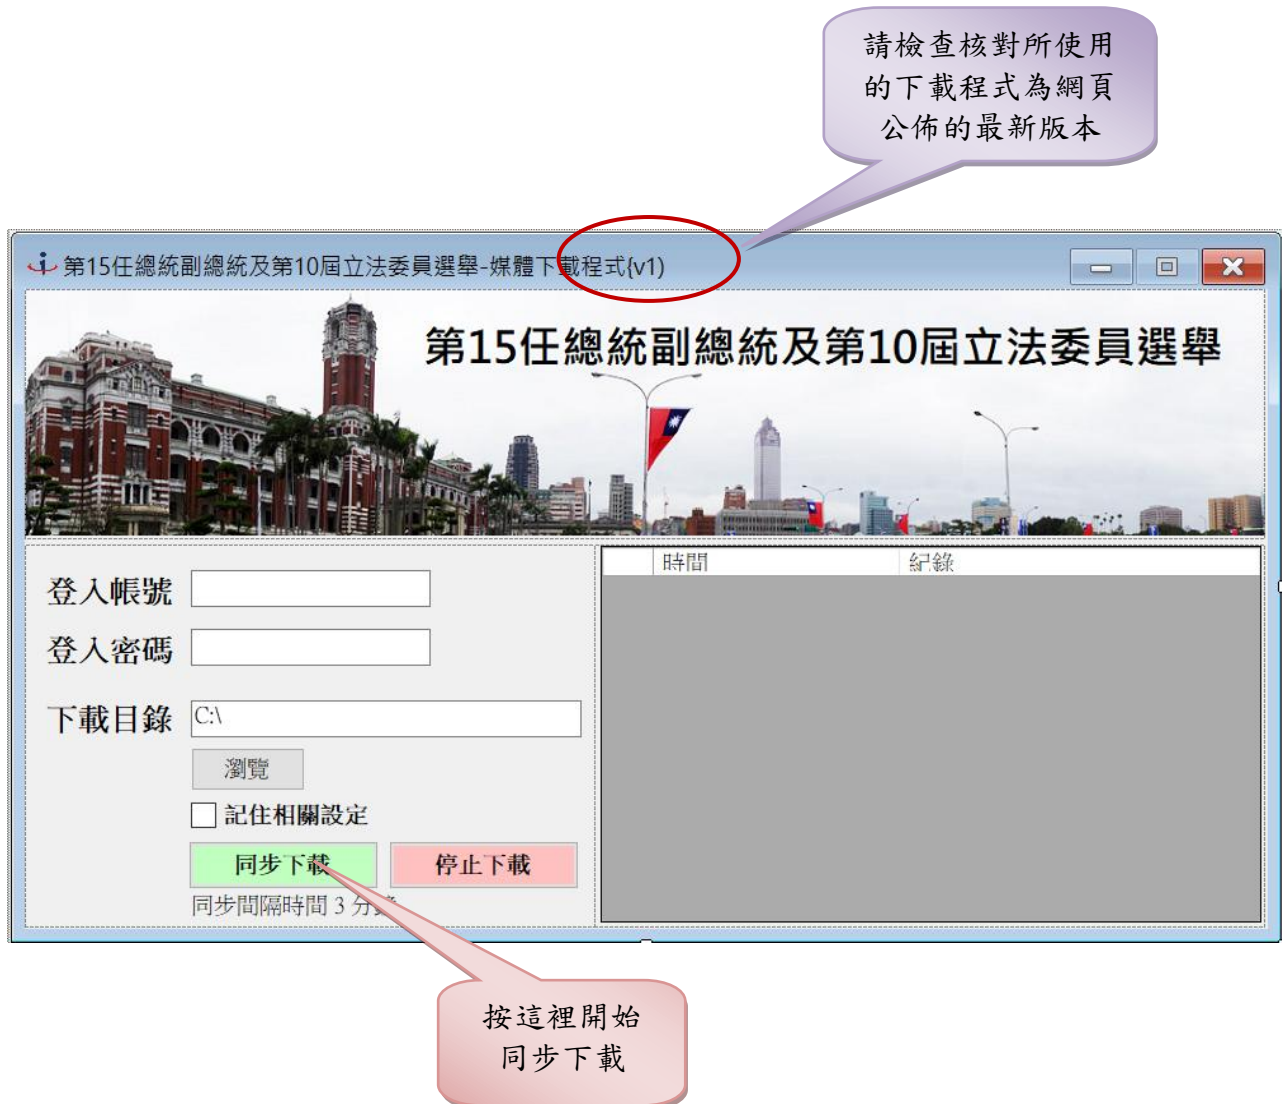 請檢查核對所使用
的下載程式為網頁
公佈的最新版本
第15任總統副總統及第10屆立法委員選舉-媒體下載程式{v1)
第15任總統副總統及第10屆立法委員選舉
時間 紀錄
登入帳號
登入密碼
下載目錄 C:\
瀏覽
記住相關設定
同步下載 停止下載
同步間隔時間 3 分鐘
按這裡開始
同步下載